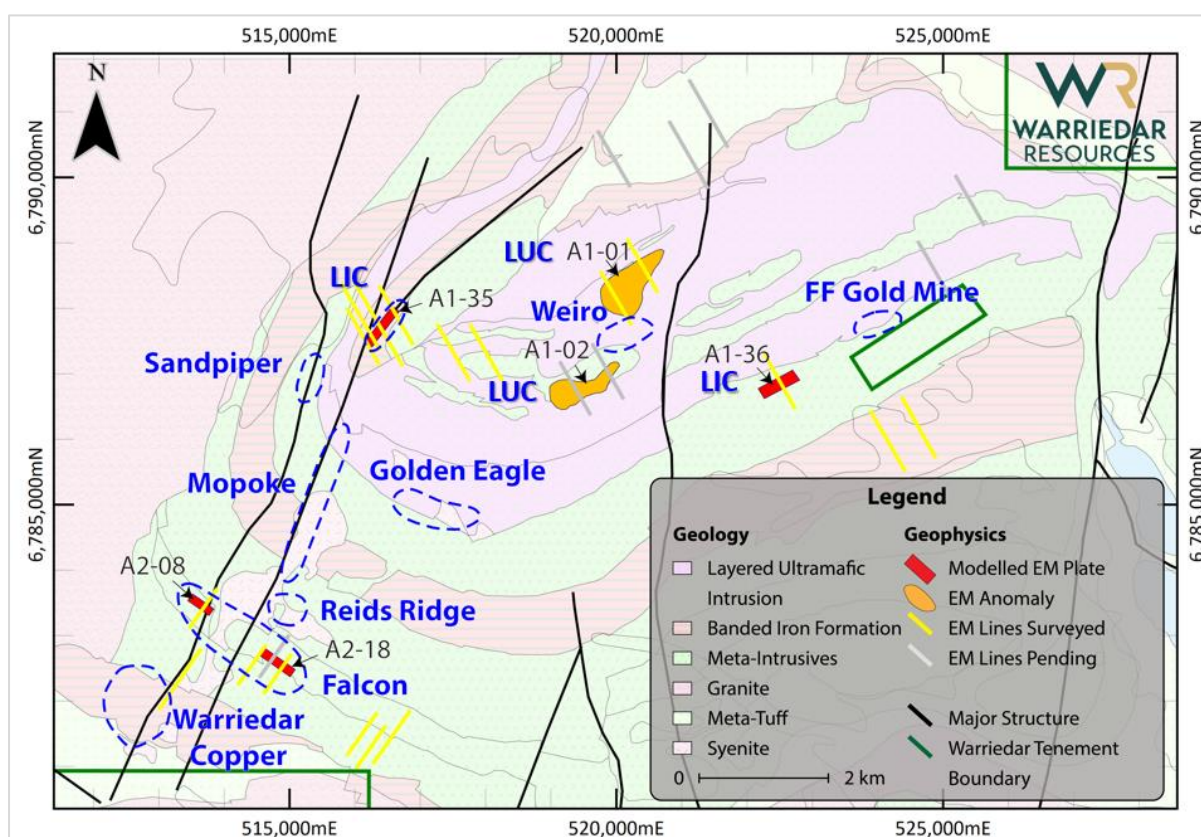 515,000mE
520,000mE
525,000mE
N
WR
WARRIEDAR
RESOURCES
6,790,000mN
6,790,000mN
LUC
A1-01
LIC
A1-35
Weiro
FF Gold Mine
Sandpiper
A1-02
A1-36
LUC
LIC
Golden Eagle
Mopoke
6,785,000mN
6,785,000mN
A2-08
Reids Ridge
A2-18
Falcon
Warriedar
Copper
Legend
Geology
Layered Ultramafic
Intrusion
Banded Iron Formation
Meta-Intrusives
Granite
Meta-Tuff
Syenite
0
2 km
Geophysics
Modelled EM Plate
EM Anomaly
EM Lines Surveyed
EM Lines Pending
Major Structure
Warriedar Tenement
Boundary
515,000mE
520,000mE
525,000mE